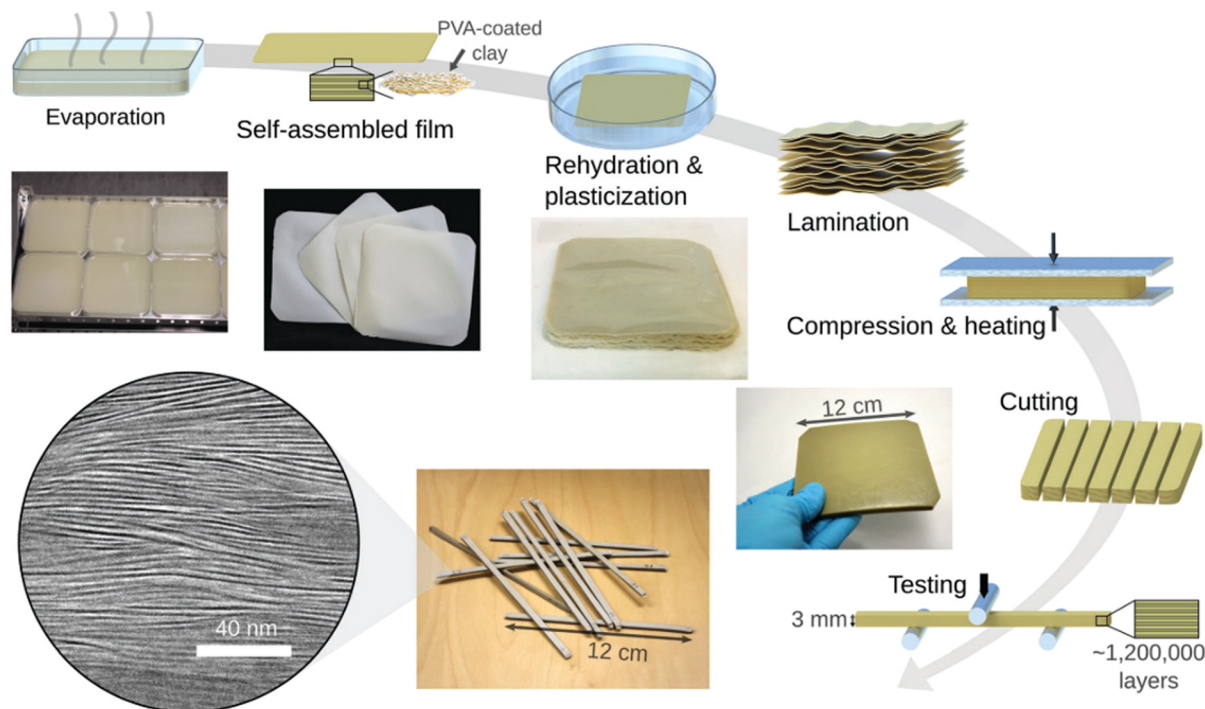 PVA-coated
clay
Evaporation
Self-assembled film
Rehydration &
plasticization
Lamination
Compression & heating
12 cm
Cutting
Testing
3 mm
40 nm
12 cm
~1,200,000
layers